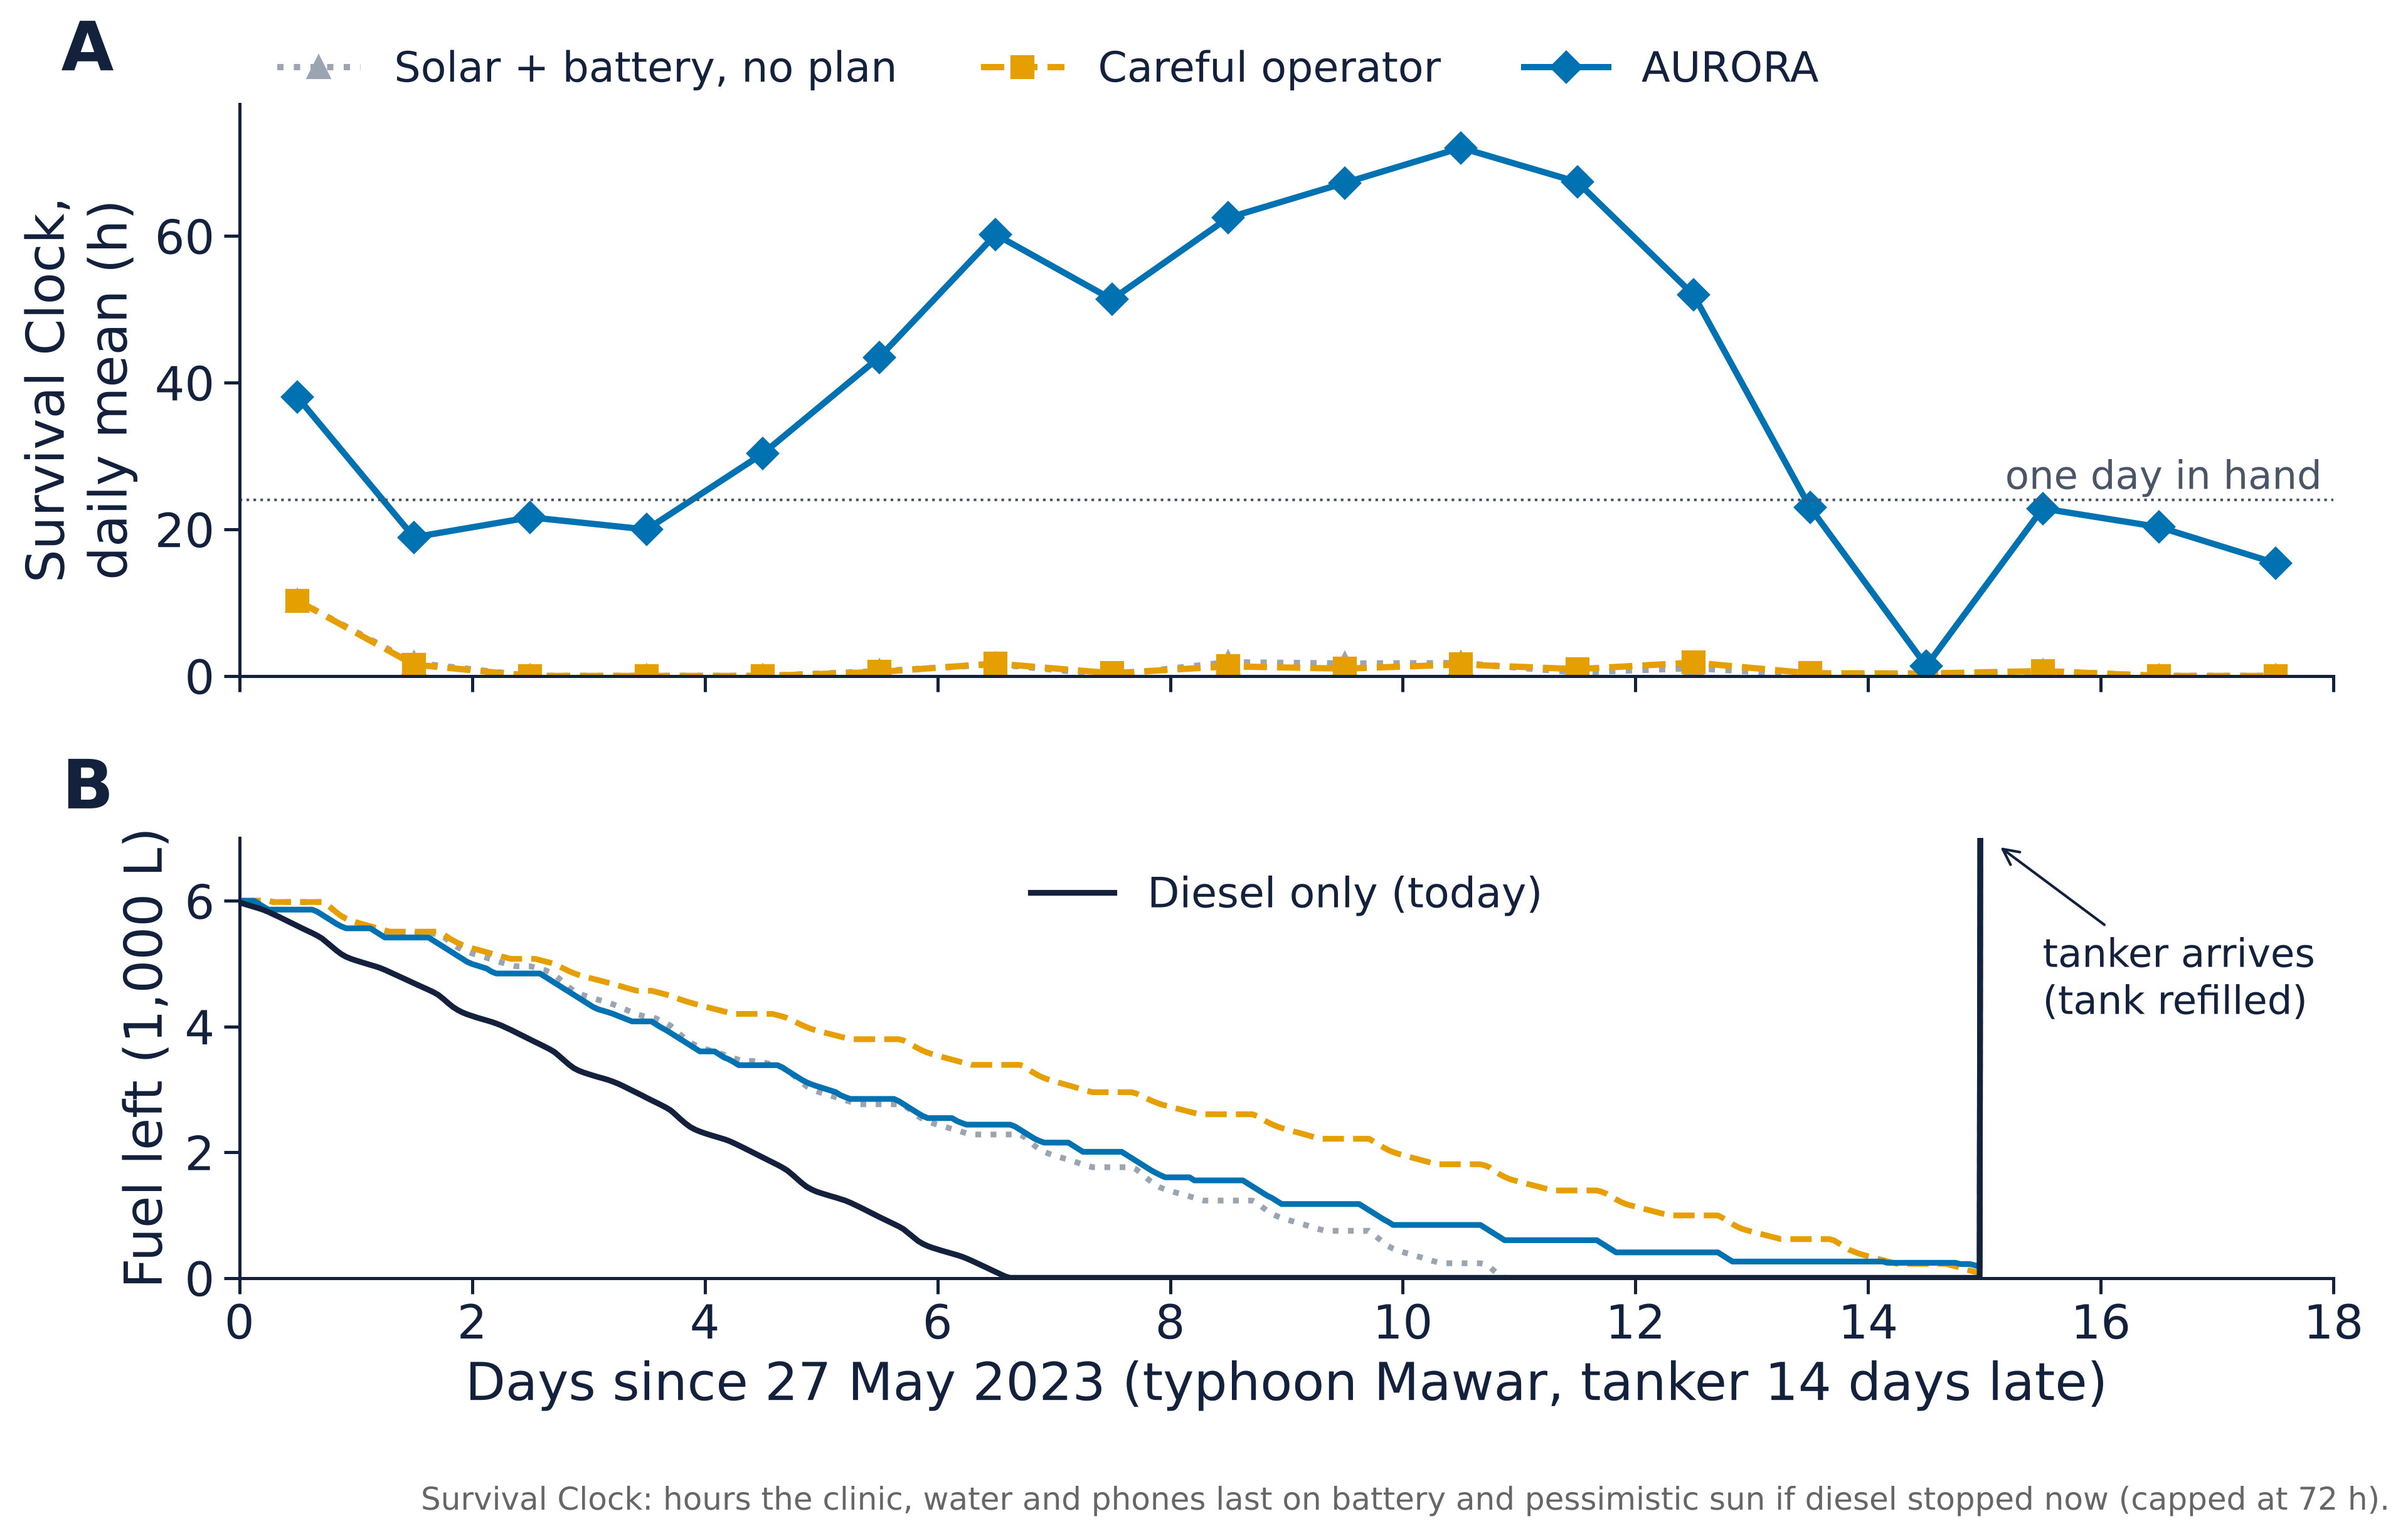 A
Solar + battery, no plan
Careful operator
AURORA
Survival Clock,
daily mean (h)
60
40
20
0
one day in hand
B
Fuel left (1,000 L)
6
4
2
0
Diesel only (today)
tanker arrives
(tank refilled)
0 2 4 6 8 10 12 14 16 18
Days since 27 May 2023 (typhoon Mawar, tanker 14 days late)
Survival Clock: hours the clinic, water and phones last on battery and pessimistic sun if diesel stopped now (capped at 72 h).